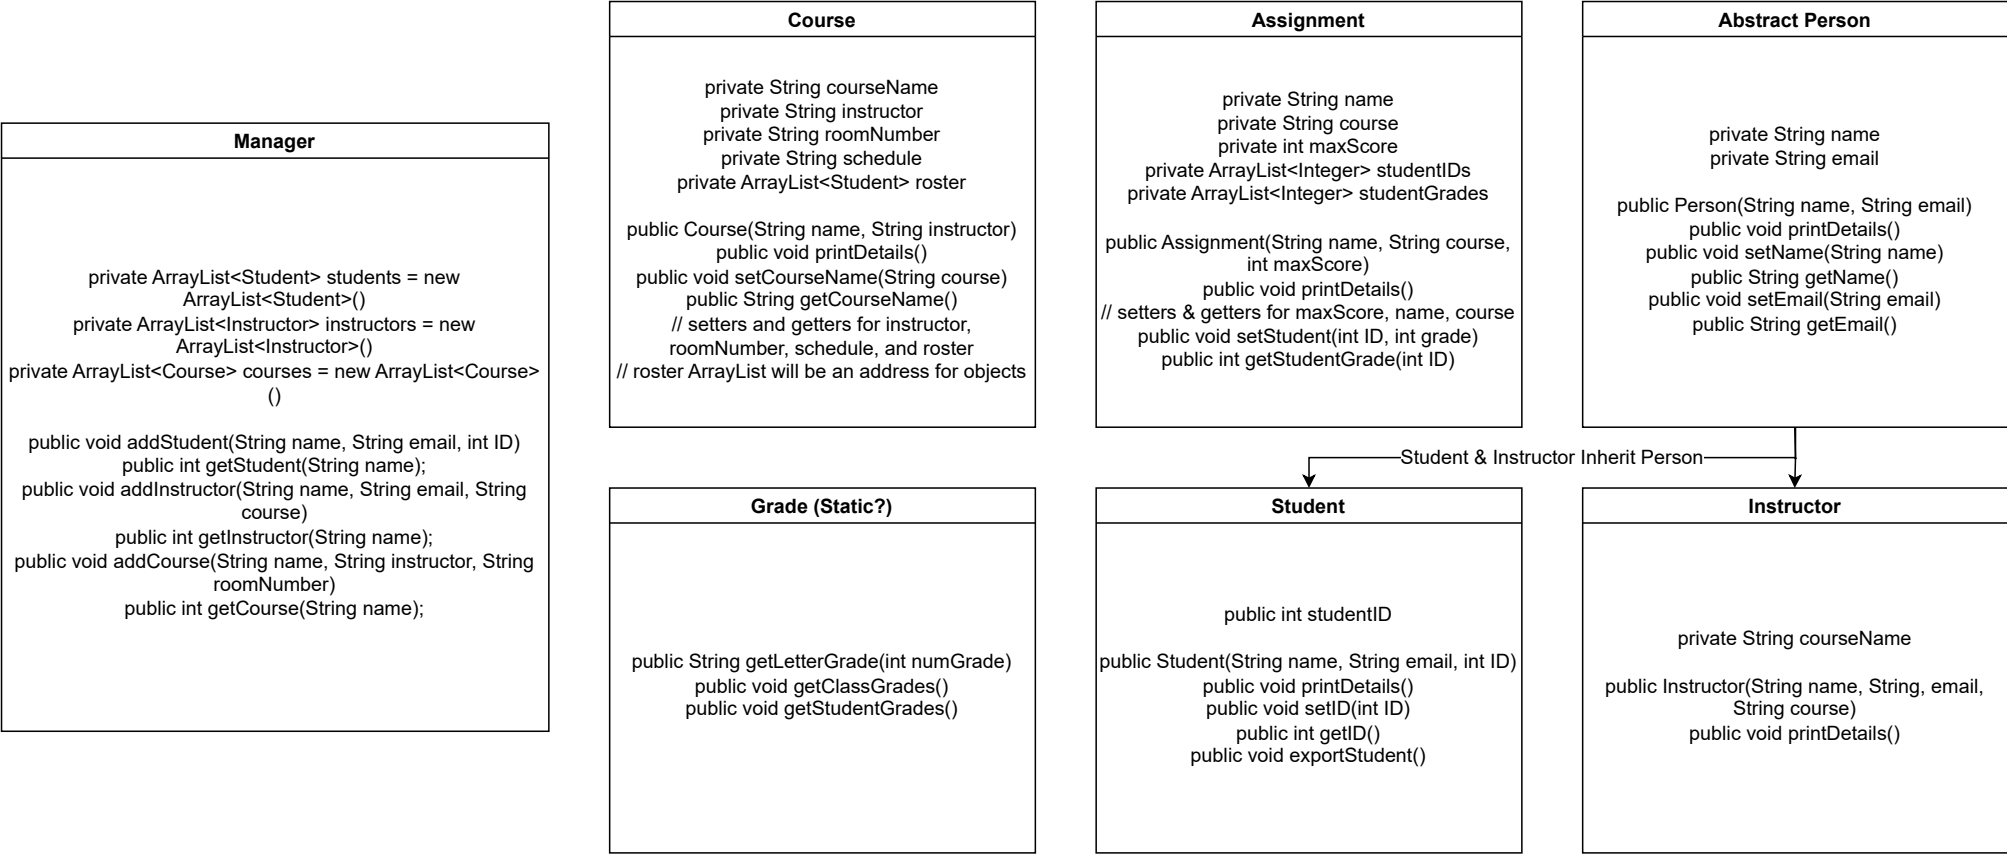 Manager
private ArrayList<Student> students = new
ArrayList<Student>()
private ArrayList<Instructor> instructors = new
ArrayList<Instructor>()
private ArrayList<Course> courses = new ArrayList<Course>
()
public void addStudent(String name, String email, int ID)
public int getStudent(String name);
public void addInstructor(String name, String email, String
course)
public int getInstructor(String name);
public void addCourse(String name, String instructor, String
roomNumber)
public int getCourse(String name);
Course
private String courseName
private String instructor
private String roomNumber
private String schedule
private ArrayList<Student> roster
public Course(String name, String instructor)
public void printDetails()
public void setCourseName(String course)
public String getCourseName()
// setters and getters for instructor,
roomNumber, schedule, and roster
// roster ArrayList will be an address for objects
Assignment
private String name
private String course
private int maxScore
private ArrayList<Integer> studentIDs
private ArrayList<Integer> studentGrades
public Assignment(String name, String course,
int maxScore)
public void printDetails()
// setters & getters for maxScore, name, course
public void setStudent(int ID, int grade)
public int getStudentGrade(int ID)
Abstract Person
private String name
private String email
public Person(String name, String email)
public void printDetails()
public void setName(String name)
public String getName()
public void setEmail(String email)
public String getEmail()
Student & Instructor Inherit Person
Grade (Static?)
public String getLetterGrade(int numGrade)
public void getClassGrades()
public void getStudentGrades()
Student
public int studentID
public Student(String name, String email, int ID)
public void printDetails()
public void setID(int ID)
public int getID()
public void exportStudent()
Instructor
private String courseName
public Instructor(String name, String, email,
String course)
public void printDetails()